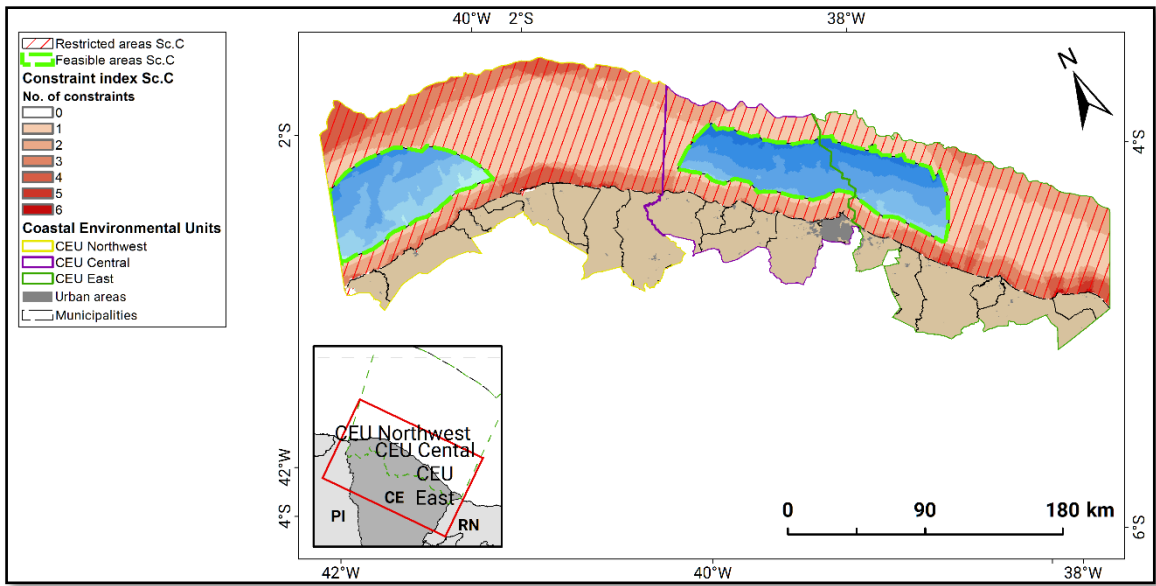 40°W 2°S 38°W
Restricted areas Sc.C
Feasible areas Sc.C
Constraint index Sc.C
No. of constraints
0
1
2
3
4
5
6
Coastal Environmental Units
CEU Northwest
CEU Central
CEU East
Urban areas
Municipalities
N
2°S
4°S
CEU Northwest
CEU Cental
CEU
East
CE
PI
RN
42°W
4°S
0 90 180 km
6°S
42°W 40°W 38°W